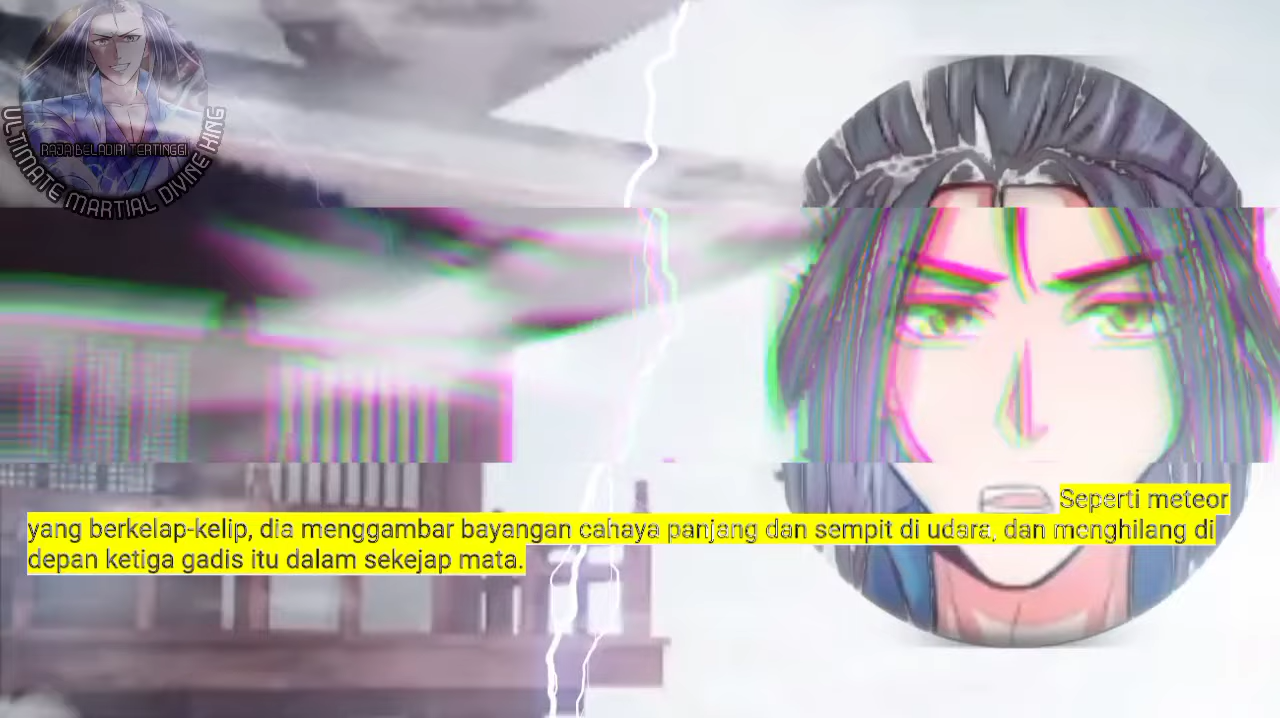 RAJA BELADIRI TERTINGGI
ULTIMATE MARTIAL DIVINE KING
Seperti meteor
yang berkelap-kelip, dia menggambar bayangan cahaya panjang dan sempit di udara, dan menghilang di
depan ketiga gadis itu dalam sekejap mata.